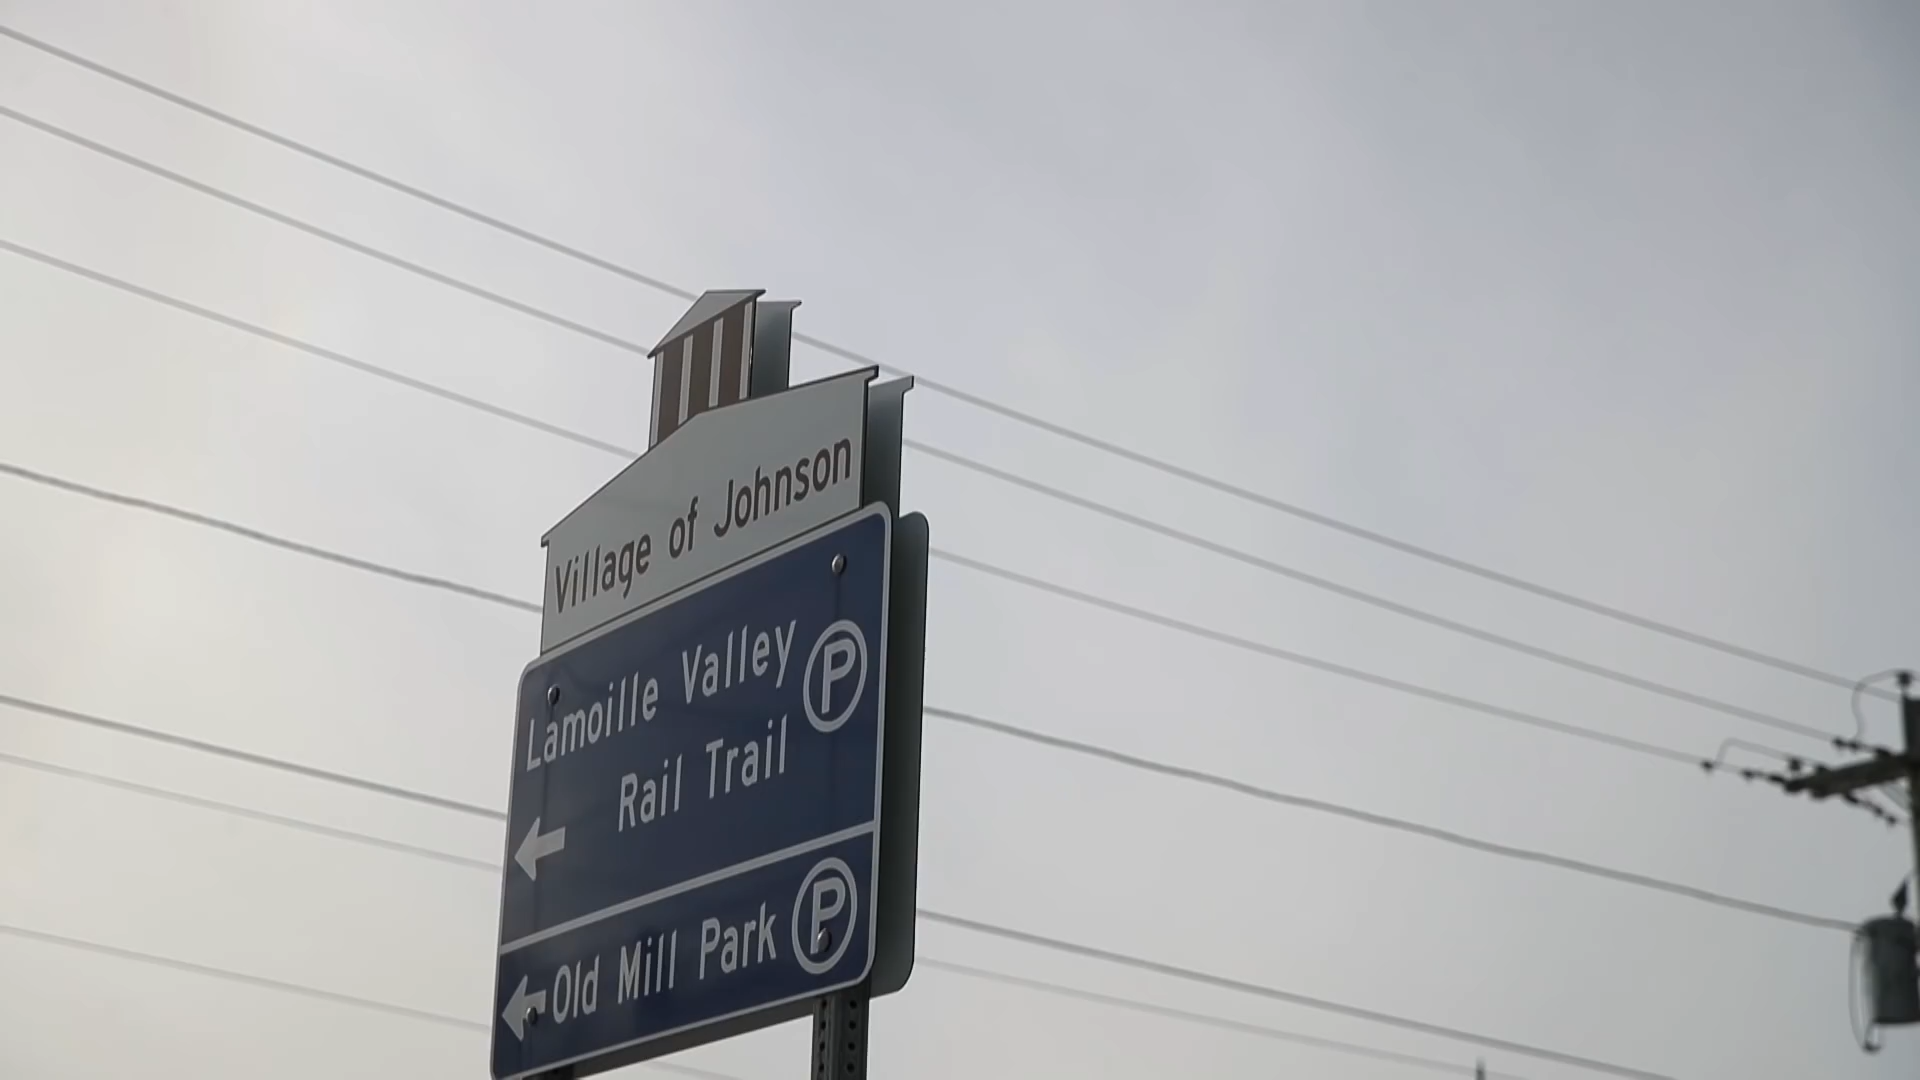 Village of Johnson
Lamoille Valley
Rail Trail
P
Old Mill Park
P